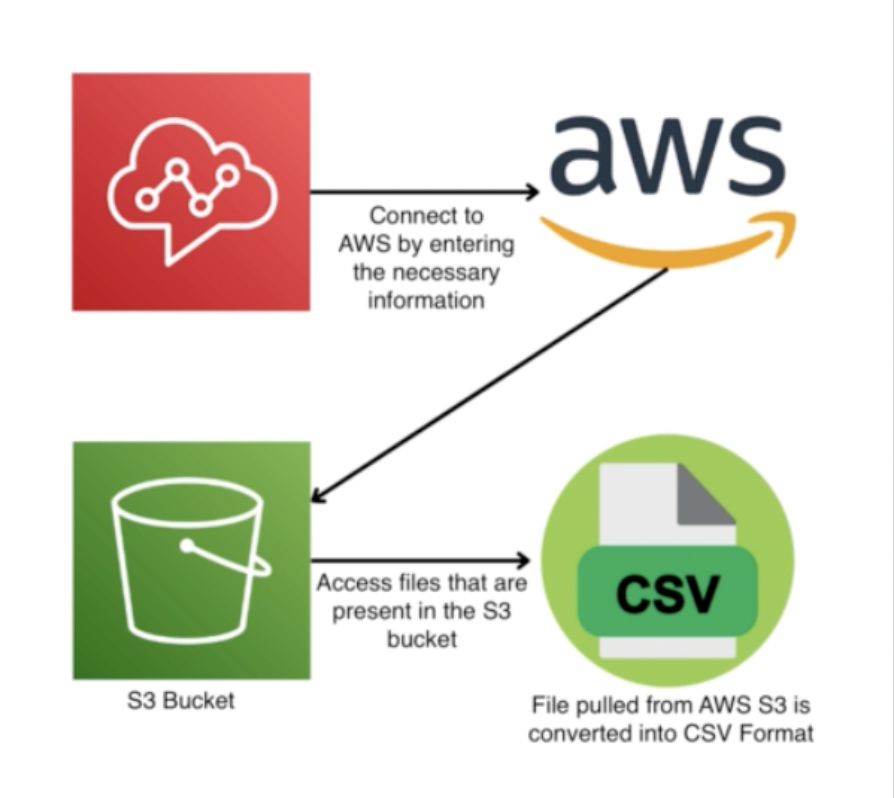 aws
Connect to
AWS by entering
the necessary
information
CSV
Access files that are
present in the S3
bucket
S3 Bucket
File pulled from AWS S3 is
converted into CSV Format